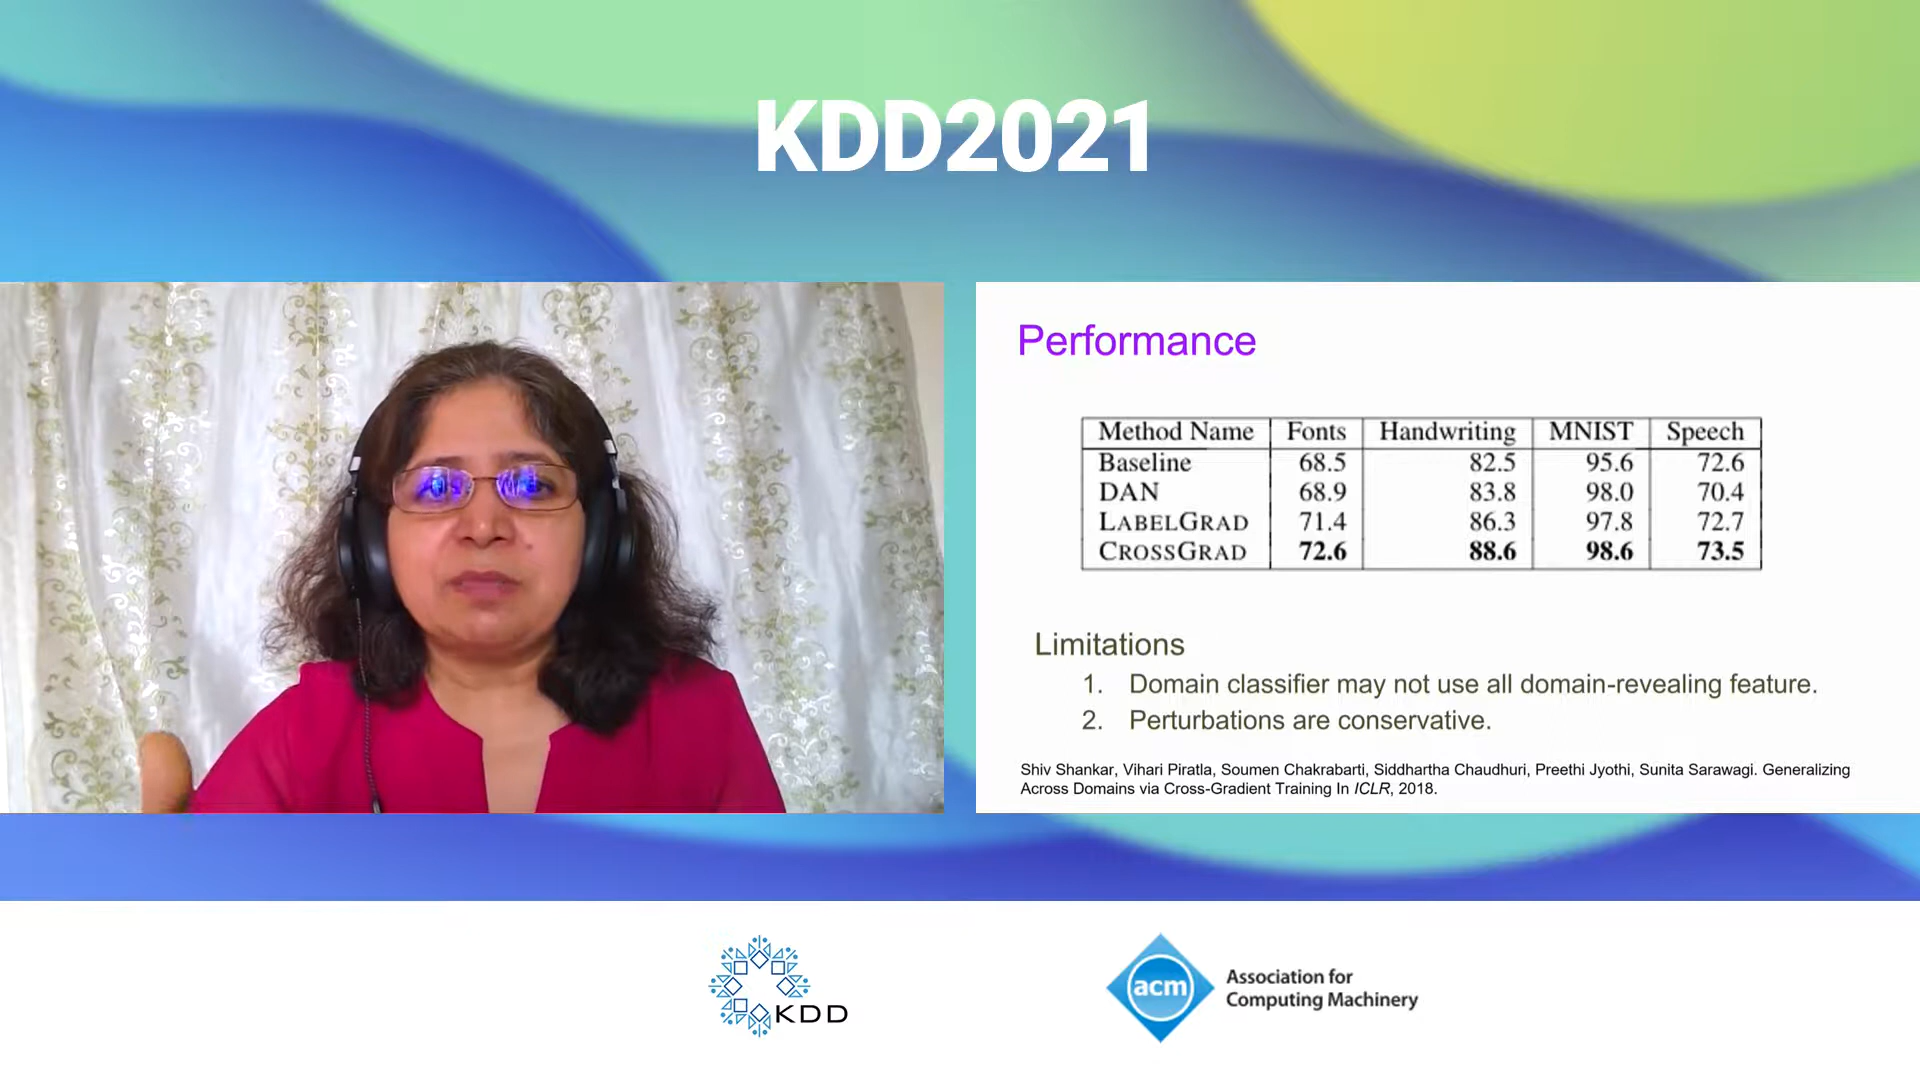 KDD2021
Performance
Method Name Fonts Handwriting MNIST Speech
Baseline 68.5 82.5 95.6 72.6
DAN 68.9 83.8 98.0 70.4
LABELGRAD 71.4 86.3 97.8 72.7
CROSSGRAD 72.6 88.6 98.6 73.5
Limitations
1. Domain classifier may not use all domain-revealing feature.
2. Perturbations are conservative.
Shiv Shankar, Vihari Piratla, Soumen Chakrabarti, Siddhartha Chaudhuri, Preethi Jyothi, Sunita Sarawagi. Generalizing
Across Domains via Cross-Gradient Training In ICLR, 2018.
KDD
acm
Association for
Computing Machinery